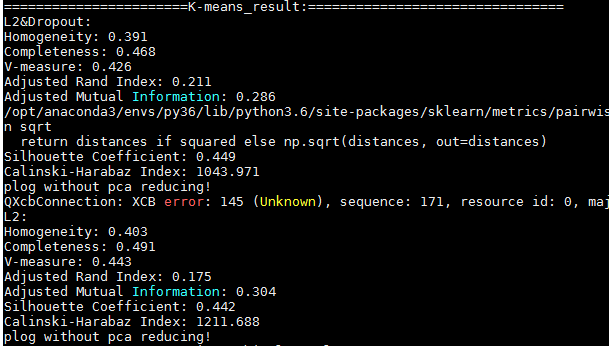 =======================K-means_result:================================
L2&Dropout:
Homogeneity: 0.391
Completeness: 0.468
V-measure: 0.426
Adjusted Rand Index: 0.211
Adjusted Mutual Information: 0.286
/opt/anaconda3/envs/py36/lib/python3.6/site-packages/sklearn/metrics/pairwis
n sqrt
  return distances if squared else np.sqrt(distances, out=distances)
Silhouette Coefficient: 0.449
Calinski-Harabaz Index: 1043.971
plog without pca reducing!
QXcbConnection: XCB error: 145 (Unknown), sequence: 171, resource id: 0, maj
L2:
Homogeneity: 0.403
Completeness: 0.491
V-measure: 0.443
Adjusted Rand Index: 0.175
Adjusted Mutual Information: 0.304
Silhouette Coefficient: 0.442
Calinski-Harabaz Index: 1211.688
plog without pca reducing!